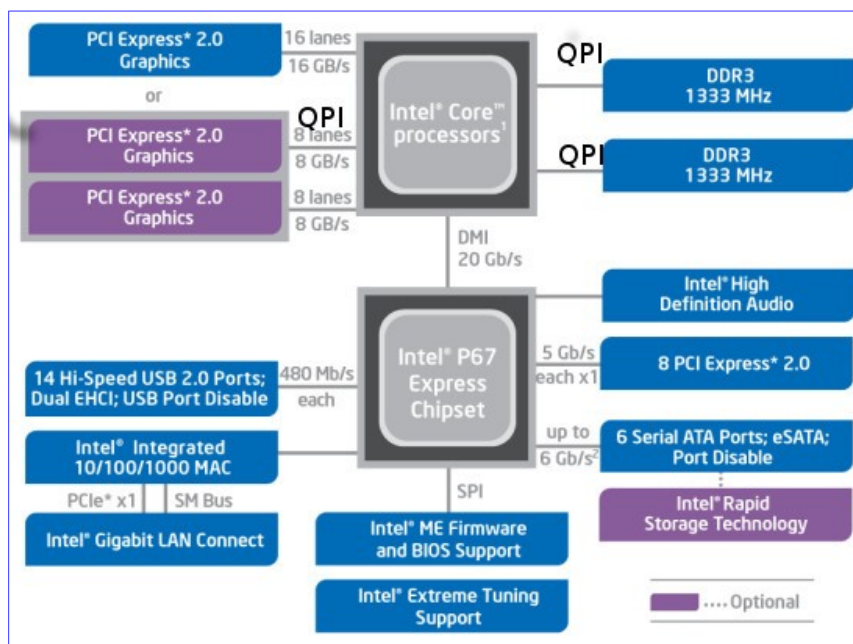 PCI Express* 2.0
Graphics
16 lanes
16 GB/s
or
PCI Express* 2.0
Graphics
QPI
8 lanes
8 GB/s
PCI Express* 2.0
Graphics
8 lanes
8 GB/s
Intel® Core™
processors¹
QPI
DDR3
1333 MHz
QPI
DDR3
1333 MHz
DMI
20 Gb/s
Intel® P67
Express
Chipset
Intel® High
Definition Audio
5 Gb/s
each x1
8 PCI Express* 2.0
14 Hi-Speed USB 2.0 Ports;
Dual EHCI; USB Port Disable
480 Mb/s
each
Intel® Integrated
10/100/1000 MAC
up to
6 Gb/s²
6 Serial ATA Ports; eSATA;
Port Disable
PCIe* x1
SM Bus
Intel® Gigabit LAN Connect
SPI
Intel® ME Firmware
and BIOS Support
Intel® Rapid
Storage Technology
Intel® Extreme Tuning
Support
Optional